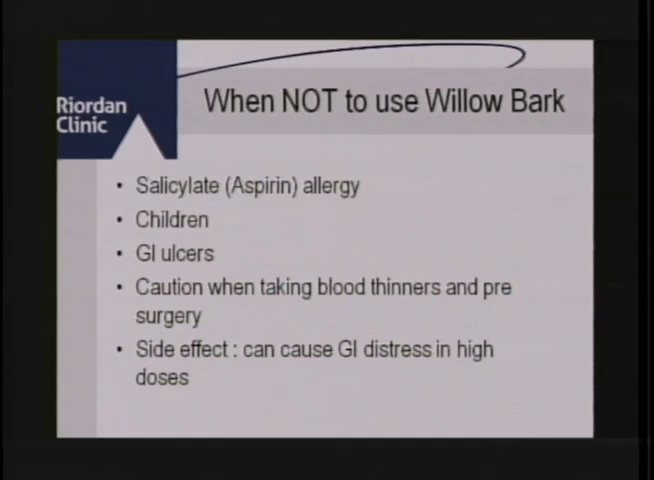 Riordan
Clinic
When NOT to use Willow Bark
• Salicylate (Aspirin) allergy
• Children
• GI ulcers
• Caution when taking blood thinners and pre
surgery
• Side effect : can cause GI distress in high
doses